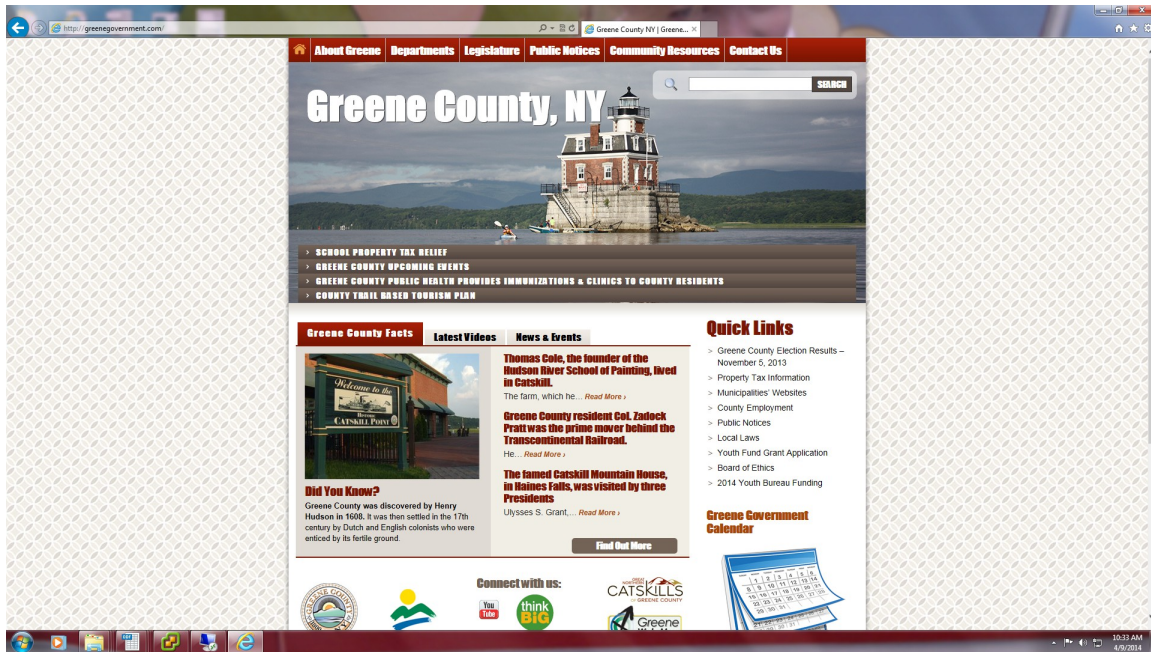 http://greenegovernment.com/
Greene County NY | Greene...
About Greene Departments Legislature Public Notices Community Resources Contact Us
SEARCH
Greene County, NY
SCHOOL PROPERTY TAX RELIEF
GREENE COUNTY UPCOMING EVENTS
GREENE COUNTY PUBLIC HEALTH PROVIDES IMMUNIZATIONS & CLINICS TO COUNTY RESIDENTS
COUNTY TRAIL BASED TOURISM PLAN
Greene County Facts
Latest Videos
News & Events
Welcome to the
HISTORIC
CATSKILL POINT
Did You Know?
Greene County was discovered by Henry
Hudson in 1608. It was then settled in the 17th
century by Dutch and English colonists who were
enticed by its fertile ground.
Thomas Cole, the founder of the
Hudson River School of Painting, lived
in Catskill.
The farm, which he... Read More ›
Greene County resident Col. Zadock
Pratt was the prime mover behind the
Transcontinental Railroad.
He... Read More ›
The famed Catskill Mountain House,
in Haines Falls, was visited by three
Presidents
Ulysses S. Grant,... Read More ›
Find Out More
Quick Links
> Greene County Election Results –
November 5, 2013
> Property Tax Information
> Municipalities' Websites
> County Employment
> Public Notices
> Local Laws
> Youth Fund Grant Application
> Board of Ethics
> 2014 Youth Bureau Funding
Greene Government
Calendar
GREENE COUNTY
Connect with us:
You
Tube
think
BIG
GREAT
NORTHERN
CATSKILLS
OF GREENE COUNTY
Greene
10:33 AM
4/9/2014